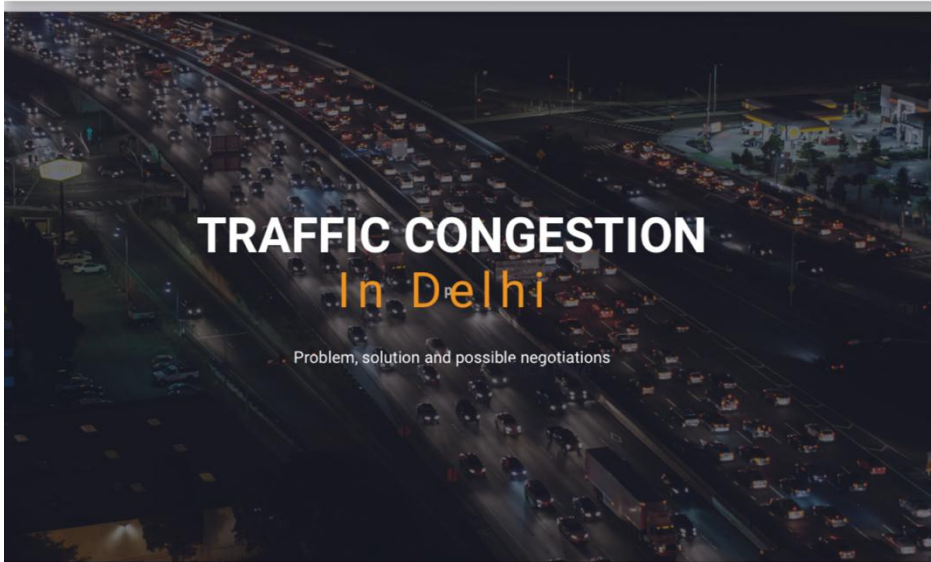 TRAFFIC CONGESTION
In Delhi
Problem, solution and possible negotiations